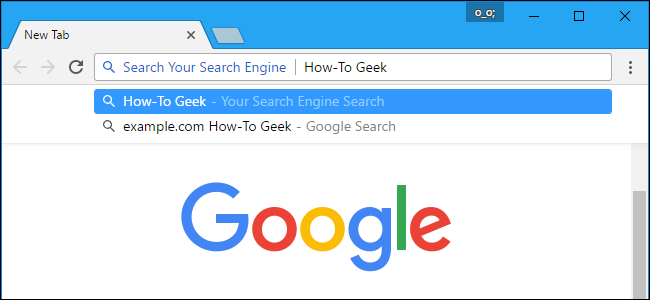 o_o;
New Tab
Search Your Search Engine | How-To Geek
How-To Geek - Your Search Engine Search
example.com How-To Geek - Google Search
Google